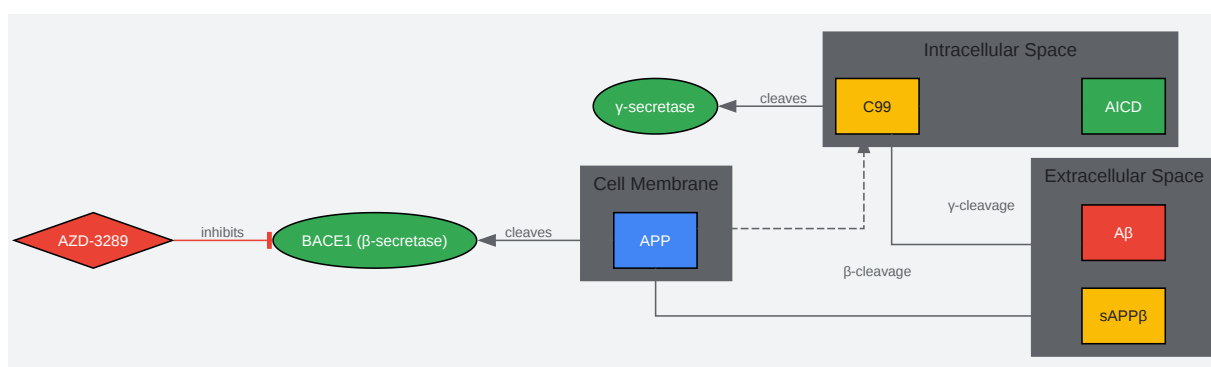 Intracellular Space
γ-secretase
cleaves
C99
AICD
Cell Membrane
Extracellular Space
γ-cleavage
AZD-3289
inhibits
BACE1 (β-secretase)
cleaves
APP
Aβ
β-cleavage
sAPPβ